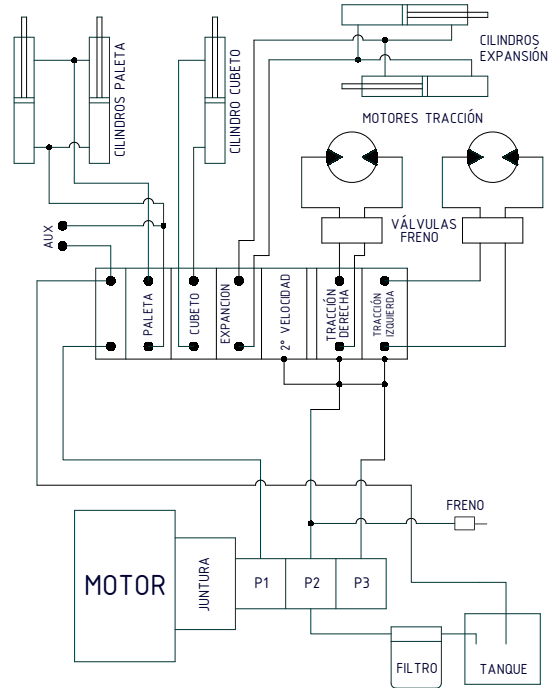 CILINDROS PALETA
CILINDRO CUBETO
CILINDROS
EXPANSIÓN
MOTORES TRACCIÓN
VÁLVULAS
FRENO
AUX
PALETA
CUBETO
EXPANCION
2° VELOCIDAD
TRACCIÓN
DERECHA
TRACCIÓN
IZQUIERDA
FRENO
MOTOR
JUNTURA
P1
P2
P3
FILTRO
TANQUE